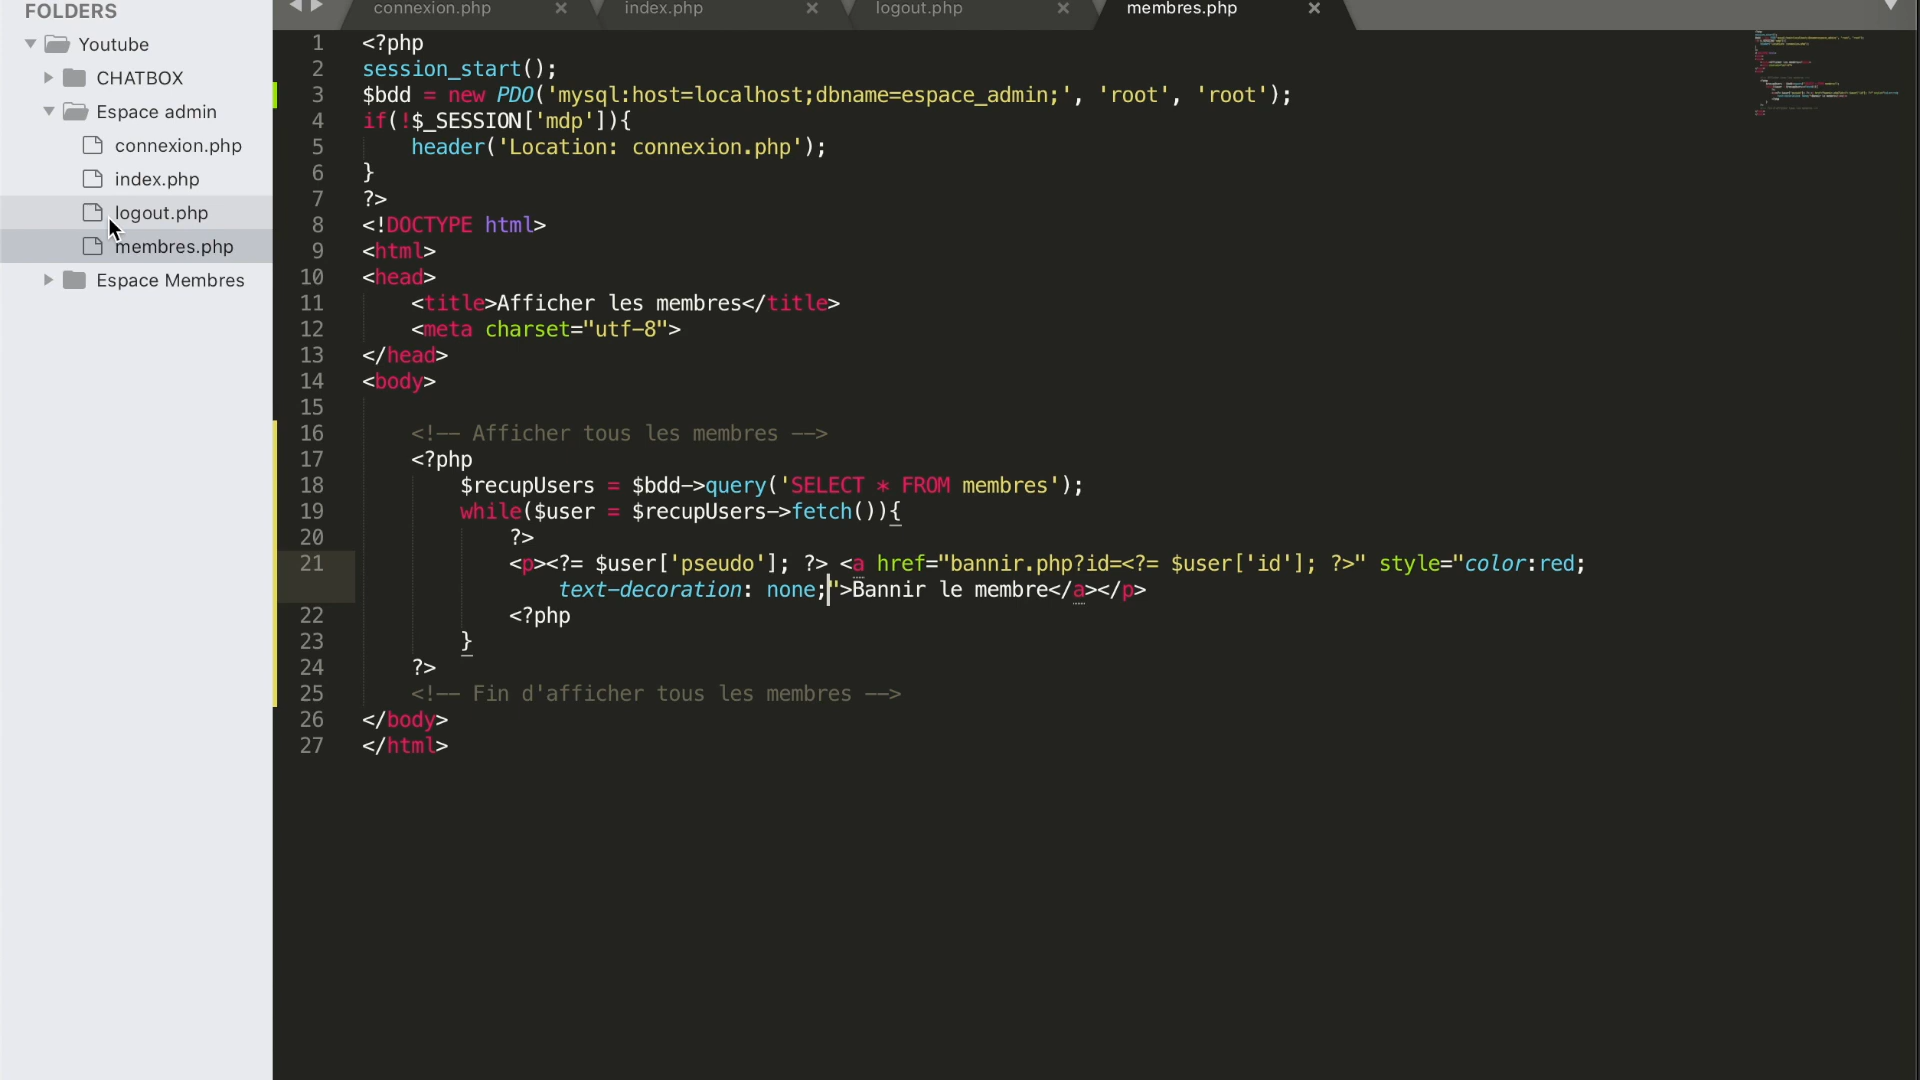 FOLDERS
Youtube
CHATBOX
Espace admin
connexion.php
index.php
logout.php
membres.php
Espace Membres
connexion.php × index.php × logout.php × membres.php ×
1 <?php
2 session_start();
3 $bdd = new PDO('mysql:host=localhost;dbname=espace_admin;', 'root', 'root');
4 if(!$_SESSION['mdp']){
5 header('Location: connexion.php');
6 }
7 ?>
8 <!DOCTYPE html>
9 <html>
10 <head>
11 <title>Afficher les membres</title>
12 <meta charset="utf-8">
13 </head>
14 <body>
15
16 <!-- Afficher tous les membres -->
17 <?php
18 $recupUsers = $bdd->query('SELECT * FROM membres');
19 while($user = $recupUsers->fetch()){
20 ?>
21 <p><?= $user['pseudo']; ?> <a href="bannir.php?id=<?= $user['id']; ?>" style="color:red;
text-decoration: none;">Bannir le membre</a></p>
22 <?php
23 }
24 ?>
25 <!-- Fin d'afficher tous les membres -->
26 </body>
27 </html>